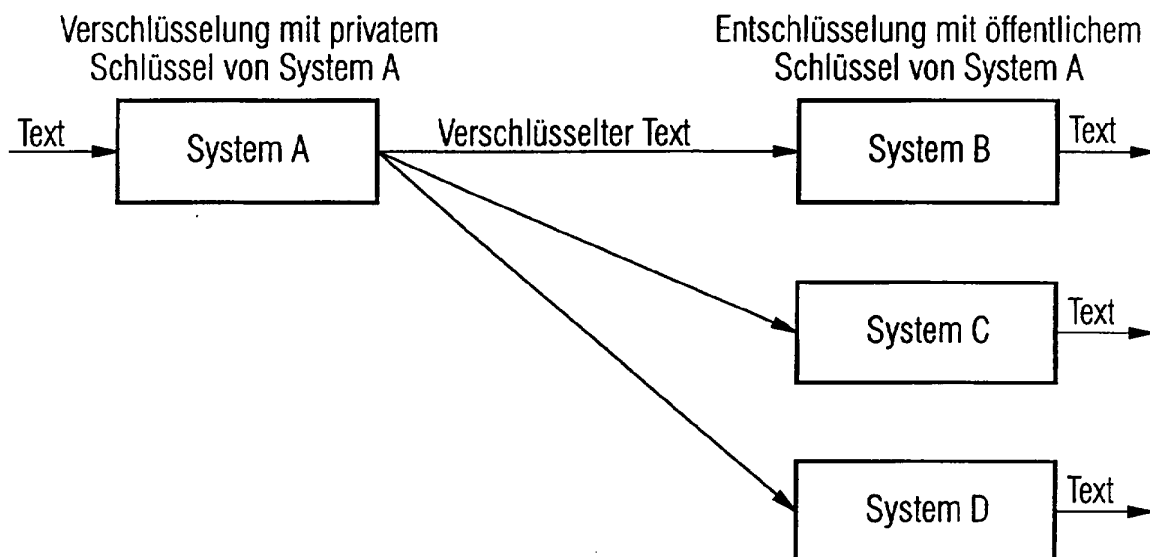 Verschlüsselung mit privatem
Schlüssel von System A
Entschlüsselung mit öffentlichem
Schlüssel von System A
Text
System A
Verschlüsselter Text
System B
Text
System C
Text
System D
Text